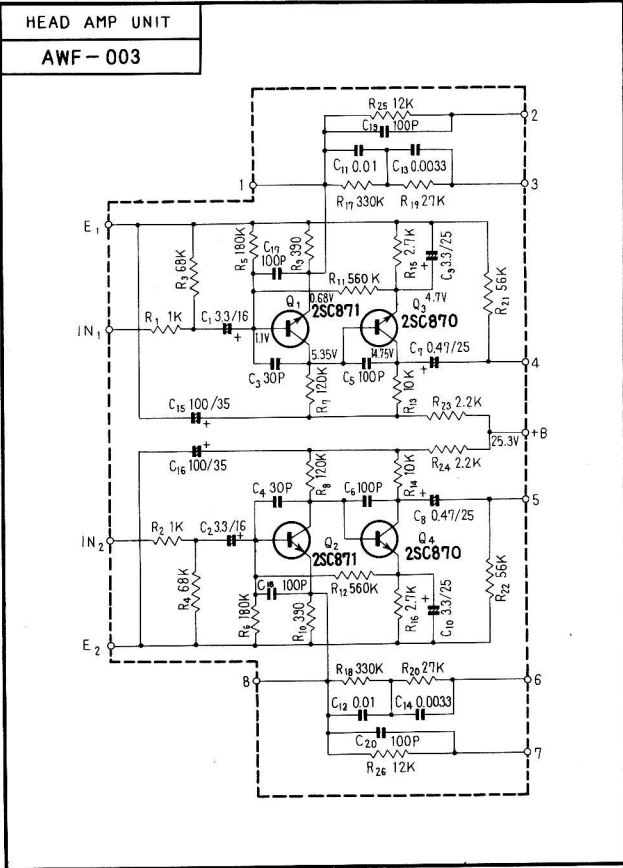 HEAD AMP UNIT
AWF-003
R25 12K
C19 100P
2
C11 0.01 C13 0.0033
1
3
R17 330K R19 27K
E1
R3 68K
R5 180K
C17 100P
R9 390
R15 2.7K
C9 3.3/25
R21 56K
R11 560K
Q1
0.68V
2SC871
Q3
4.7V
2SC870
IN1
R1 1K
C1 3.3/16
+
1.1V
5.35V
14.75V
C7 0.47/25
+
4
C3 30P
R7 120K
C5 100P
R13 10K
R23 2.2K
C15 100/35
+
+B
25.3V
C16 100/35
+
R8 120K
R14 10K
R24 2.2K
C4 30P
C6 100P
+
C8 0.47/25
5
IN2
R2 1K
C2 3.3/16
+
Q2
2SC871
Q4
2SC870
R4 68K
C18 100P
R12 560K
R6 180K
R10 390
R16 2.7K
+
C10 3.3/25
R22 56K
E2
8
R18 330K R20 27K
6
C12 0.01 C14 0.0033
C20 100P
7
R26 12K